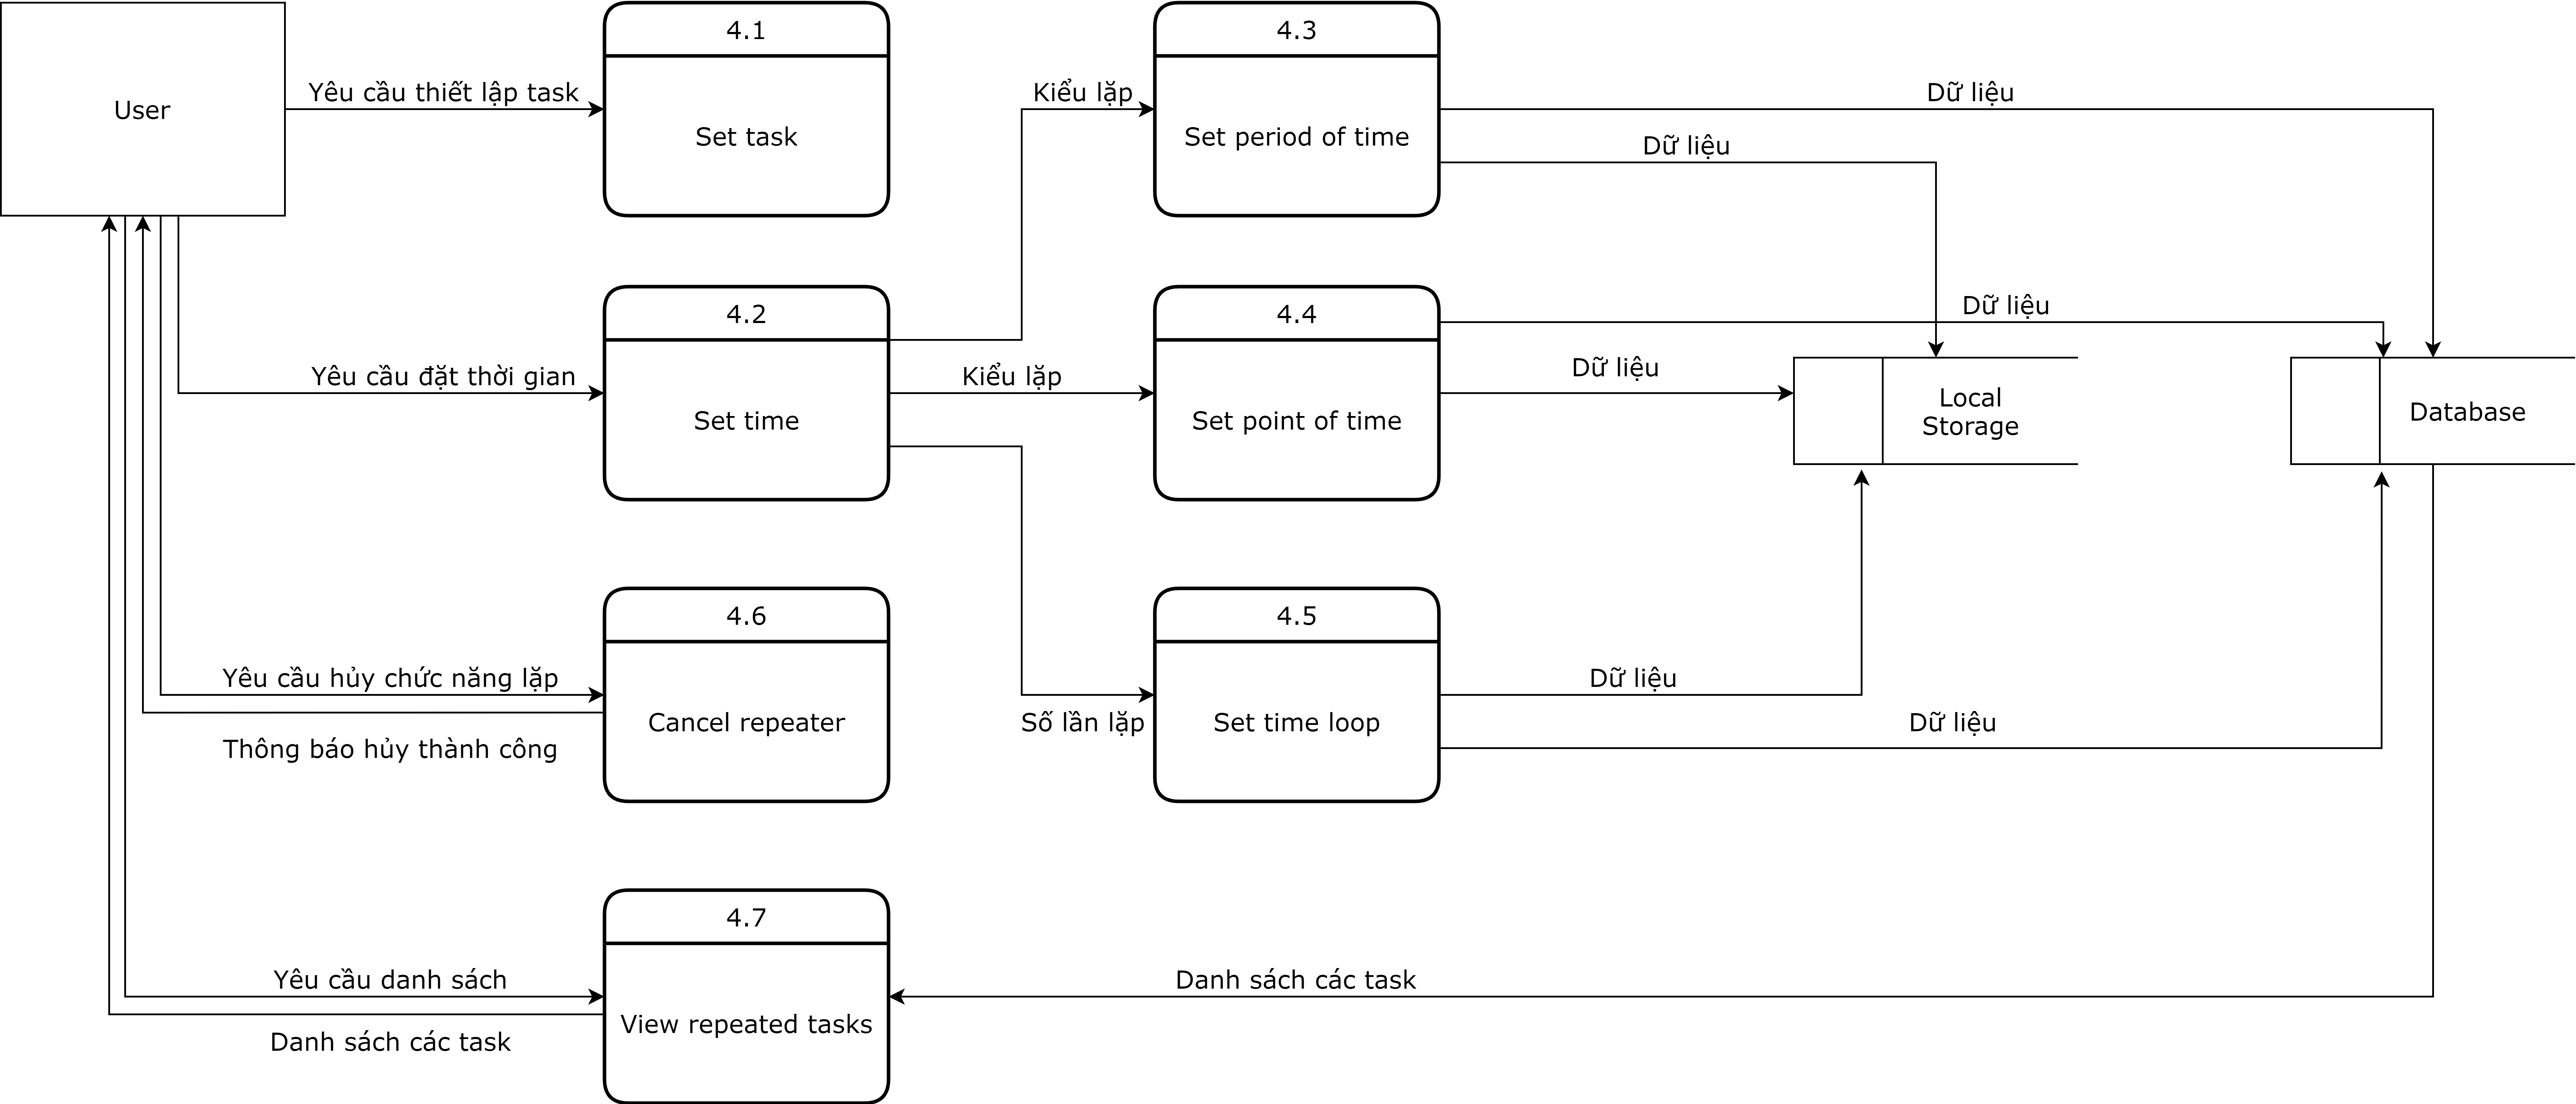 User
Yêu cầu thiết lập task
4.1
Set task
Kiểu lặp
4.3
Set period of time
Dữ liệu
Dữ liệu
Yêu cầu đặt thời gian
4.2
Set time
Kiểu lặp
4.4
Set point of time
Dữ liệu
Dữ liệu
Local
Storage
Database
Yêu cầu hủy chức năng lặp
Thông báo hủy thành công
4.6
Cancel repeater
Số lần lặp
4.5
Set time loop
Dữ liệu
Dữ liệu
Yêu cầu danh sách
Danh sách các task
4.7
View repeated tasks
Danh sách các task